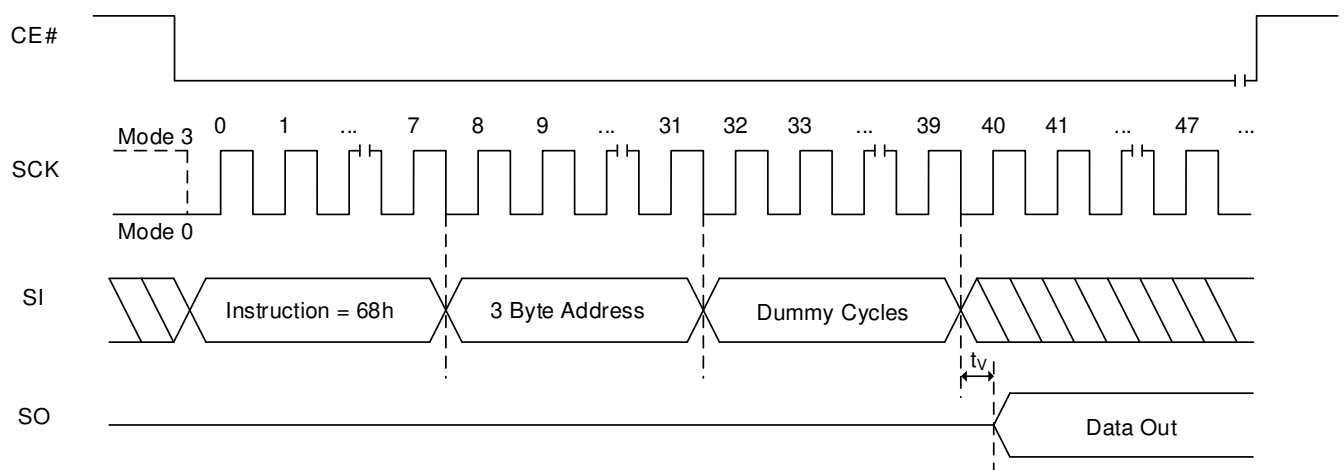 CE#
0 1 ... 7 8 9 ... 31 32 33 ... 39 40 41 ... 47 ...
Mode 3
SCK
Mode 0
SI
Instruction = 68h 3 Byte Address Dummy Cycles
tV
SO
Data Out